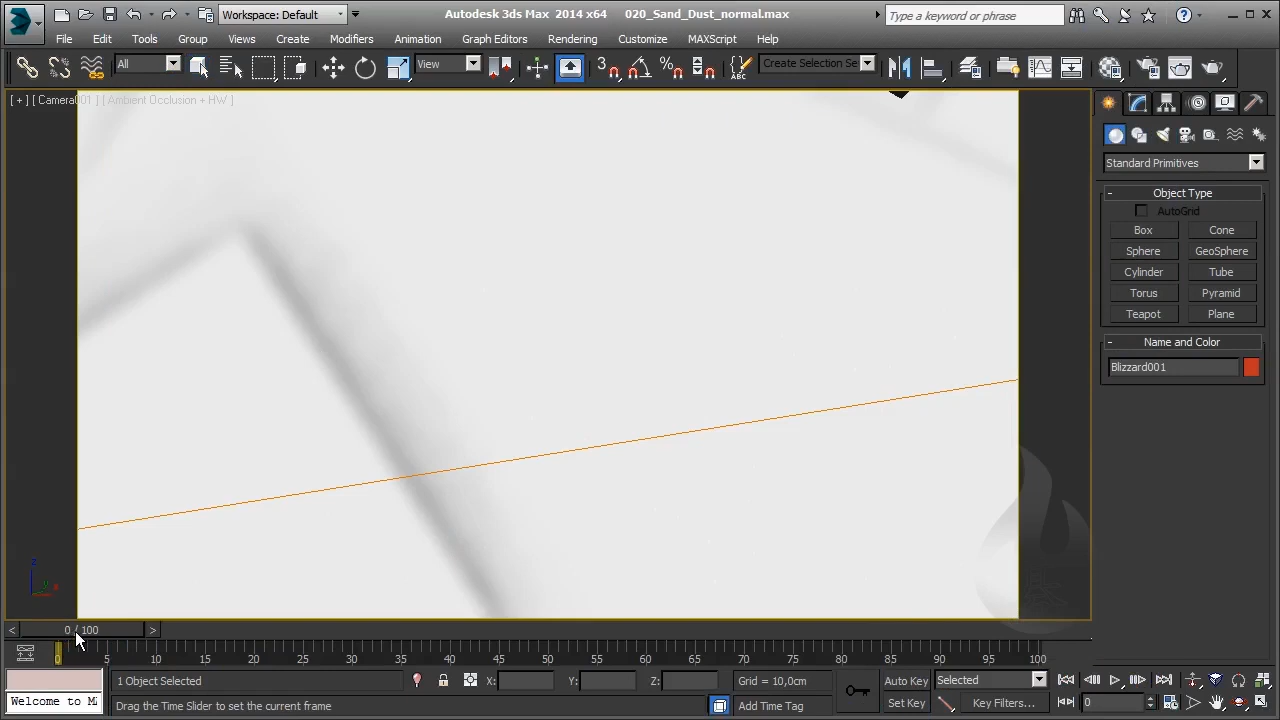 Workspace: Default
Autodesk 3ds Max 2014 x64 020_Sand_Dust_normal.max
Type a keyword or phrase
File Edit Tools Group Views Create Modifiers Animation Graph Editors Rendering Customize MAXScript Help
All View 3 Create Selection Se
[ + ] [ Camera001 ] [ Ambient Occlusion + HW ]
Standard Primitives
- Object Type
AutoGrid
Box Cone
Sphere GeoSphere
Cylinder Tube
Torus Pyramid
Teapot Plane
- Name and Color
Blizzard001
z
y
x
< 0 / 100 >
0 5 10 15 20 25 30 35 40 45 50 55 60 65 70 75 80 85 90 95 100
1 Object Selected X: Y: Z: Grid = 10,0cm Auto Key Selected
Welcome to M Drag the Time Slider to set the current frame Add Time Tag Set Key Key Filters... 0